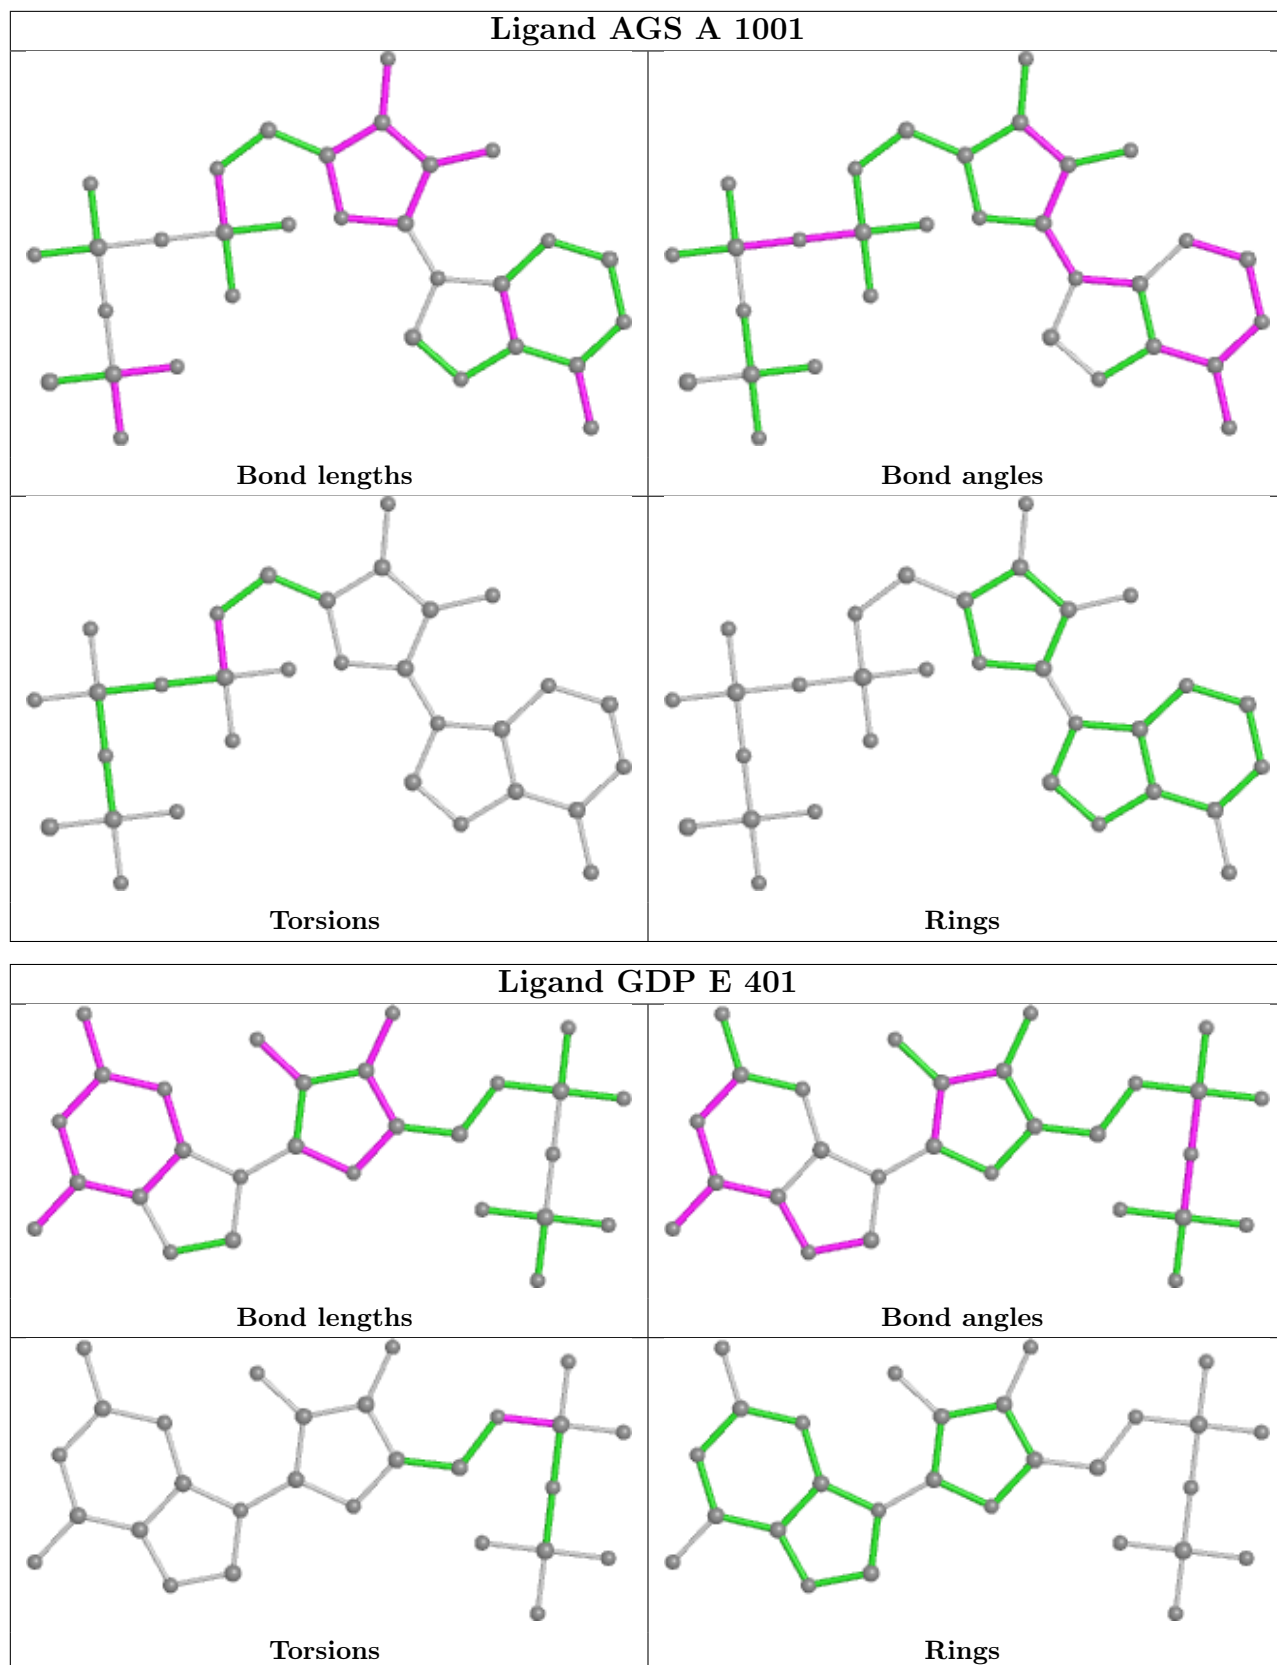 Ligand AGS A 1001
Bond lengths
Bond angles
Torsions
Rings
Ligand GDP E 401
Bond lengths
Bond angles
Torsions
Rings